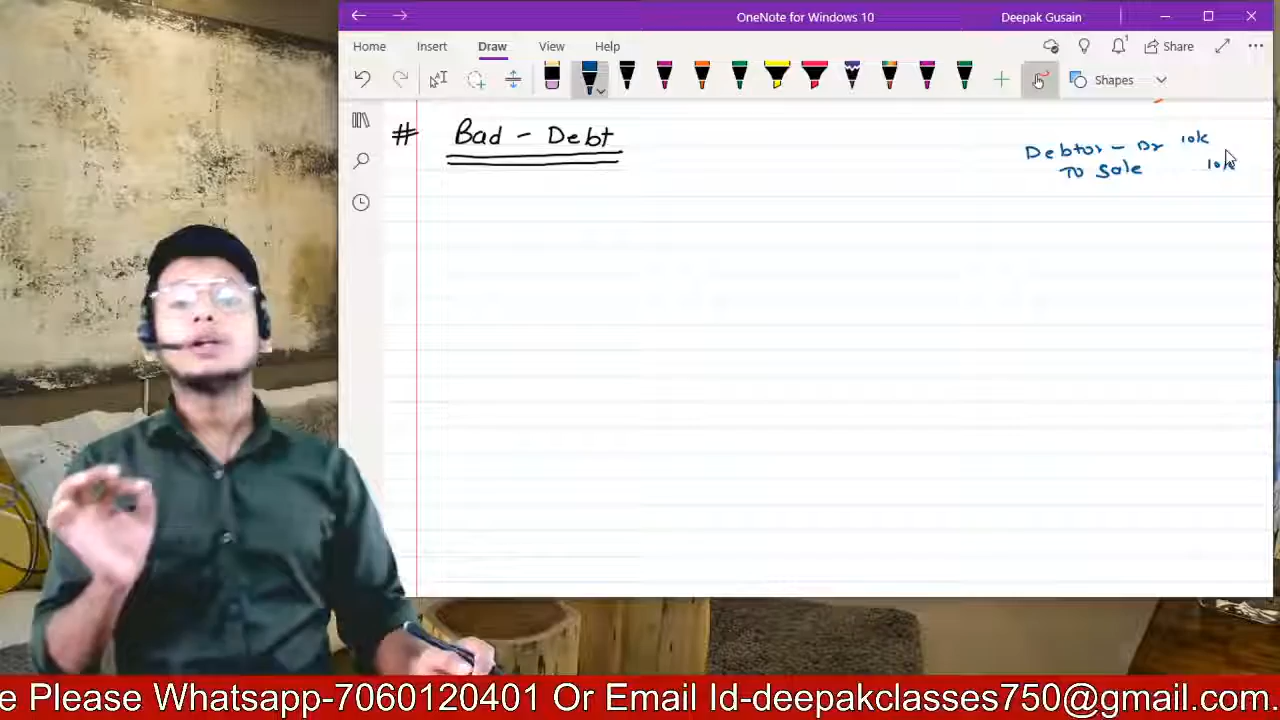 OneNote for Windows 10
Deepak Gusain
Home Insert Draw View Help
Share
Shapes
# Bad - Debt
Debtor - Dr 10k
To Sale 10k
e Please Whatsapp-7060120401 Or Email Id-deepakclasses750@gmail.com.